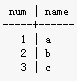 num | name
-----+------
1 | a
2 | b
3 | c